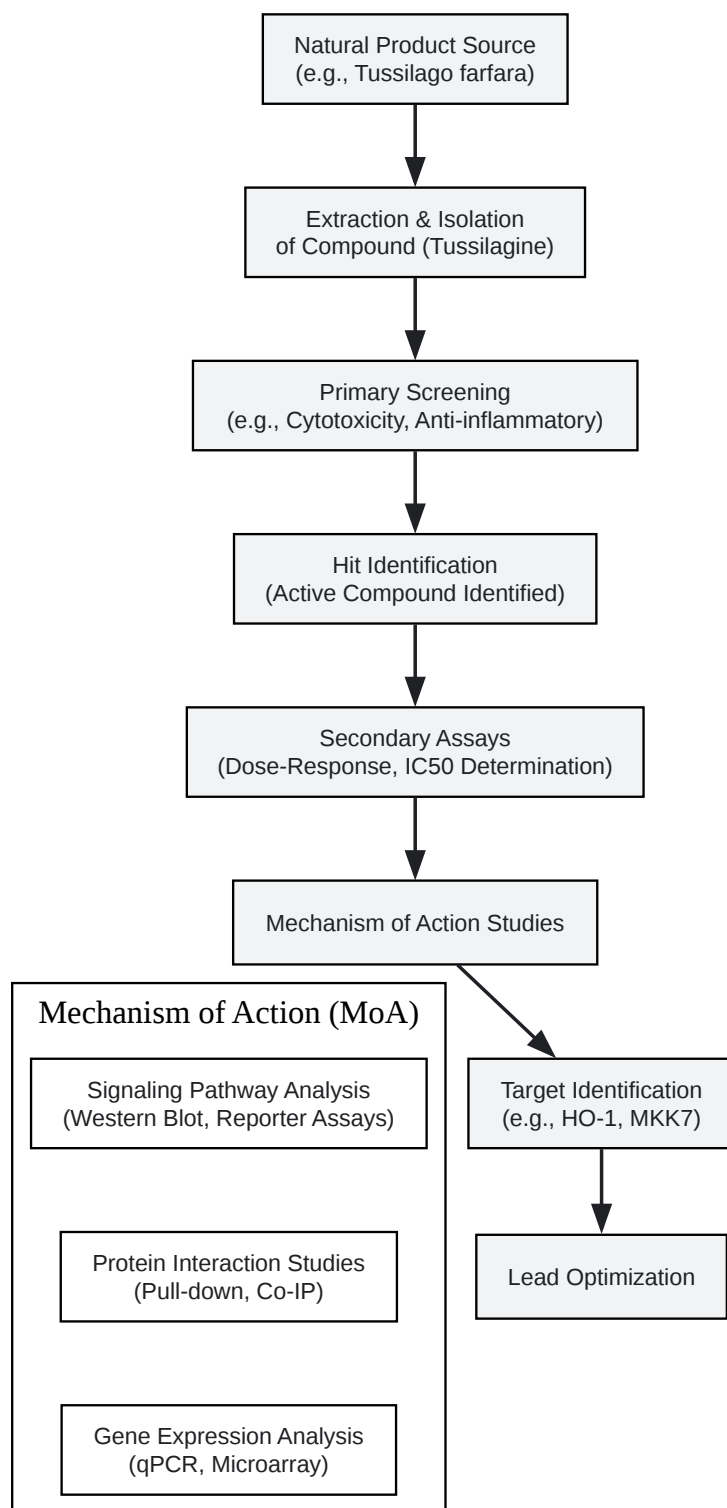 Natural Product Source
(e.g., Tussilago farfara)
Extraction & Isolation
of Compound (Tussilagine)
Primary Screening
(e.g., Cytotoxicity, Anti-inflammatory)
Hit Identification
(Active Compound Identified)
Secondary Assays
(Dose-Response, IC50 Determination)
Mechanism of Action Studies
Mechanism of Action (MoA)
Signaling Pathway Analysis
(Western Blot, Reporter Assays)
Protein Interaction Studies
(Pull-down, Co-IP)
Gene Expression Analysis
(qPCR, Microarray)
Target Identification
(e.g., HO-1, MKK7)
Lead Optimization